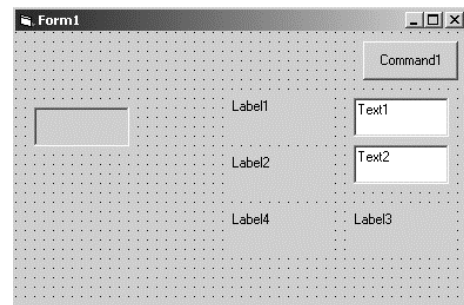 Form1
Command1
Label1
Text1
Label2
Text2
Label4
Label3